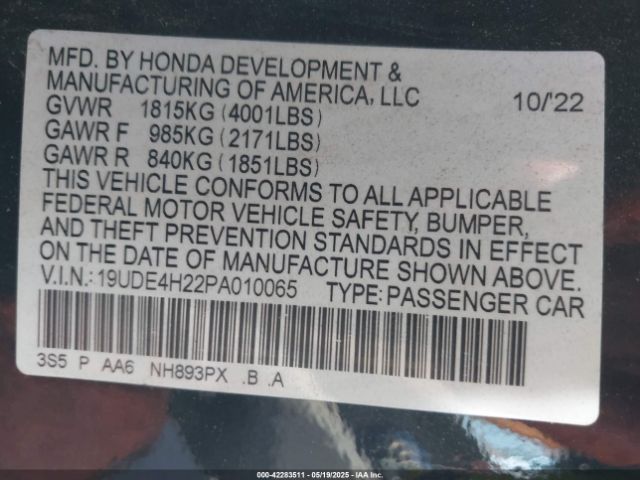 MFD. BY HONDA DEVELOPMENT &
MANUFACTURING OF AMERICA, LLC 10/'22
GVWR 1815KG (4001LBS)
GAWR F 985KG (2171LBS)
GAWR R 840KG (1851LBS)
THIS VEHICLE CONFORMS TO ALL APPLICABLE
FEDERAL MOTOR VEHICLE SAFETY, BUMPER,
AND THEFT PREVENTION STANDARDS IN EFFECT
ON THE DATE OF MANUFACTURE SHOWN ABOVE.
V.I.N.: 19UDE4H22PA010065 TYPE: PASSENGER CAR
3S5 P AA6 NH893PX .B .A
000-42283511 - 05/19/2025 - IAA Inc.